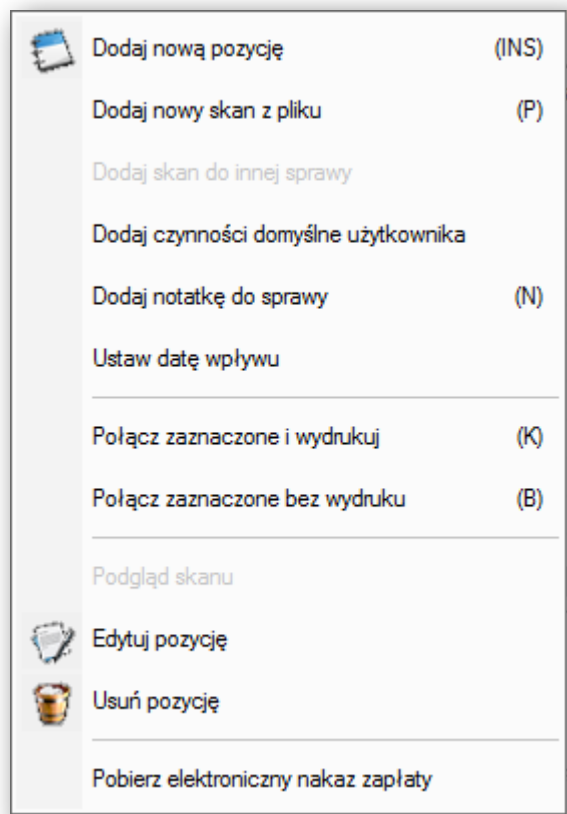 Dodaj nową pozycję (INS)
Dodaj nowy skan z pliku (P)
Dodaj skan do innej sprawy
Dodaj czynności domyślne użytkownika
Dodaj notatkę do sprawy (N)
Ustaw datę wpływu
Połącz zaznaczone i wydrukuj (K)
Połącz zaznaczone bez wydruku (B)
Podgląd skanu
Edytuj pozycję
Usuń pozycję
Pobierz elektroniczny nakaz zapłaty